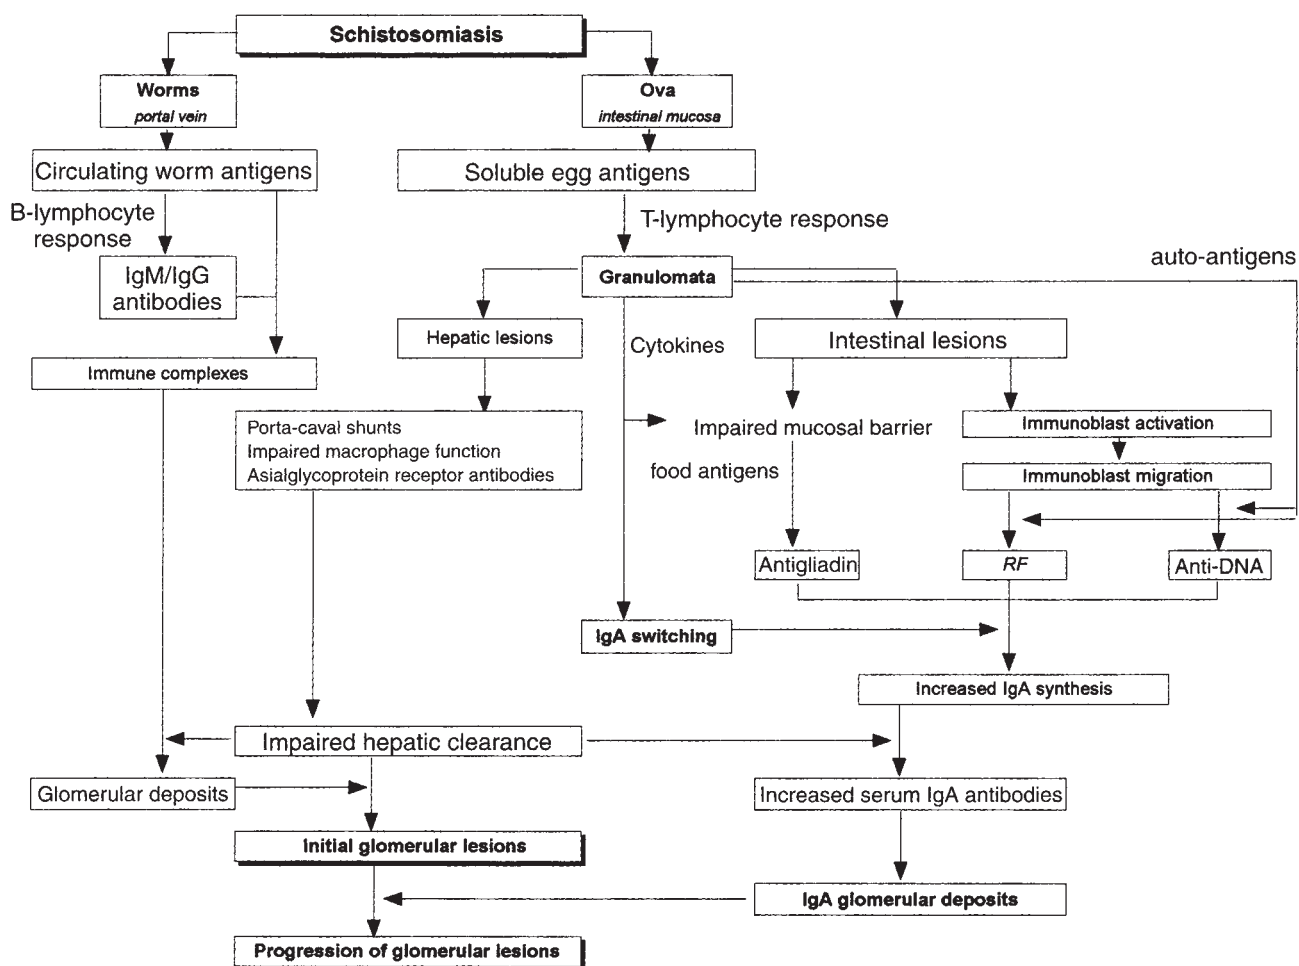 Schistosomiasis
Worms
portal vein
Ova
intestinal mucosa
Circulating worm antigens
Soluble egg antigens
B-lymphocyte
response
T-lymphocyte response
IgM/IgG
antibodies
Granulomata
auto-antigens
Hepatic lesions
Cytokines
Intestinal lesions
Immune complexes
Porta-caval shunts
Impaired macrophage function
Asialglycoprotein receptor antibodies
Impaired mucosal barrier
food antigens
Immunoblast activation
Immunoblast migration
Antigliadin
RF
Anti-DNA
IgA switching
Increased IgA synthesis
Impaired hepatic clearance
Glomerular deposits
Increased serum IgA antibodies
Initial glomerular lesions
IgA glomerular deposits
Progression of glomerular lesions